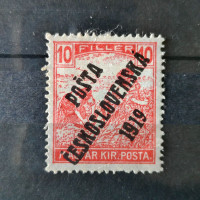 10 FILLÉR 10
POŠTA
ČESKOSLOVENSKÁ
1919
MAGYAR KIR. POSTA.